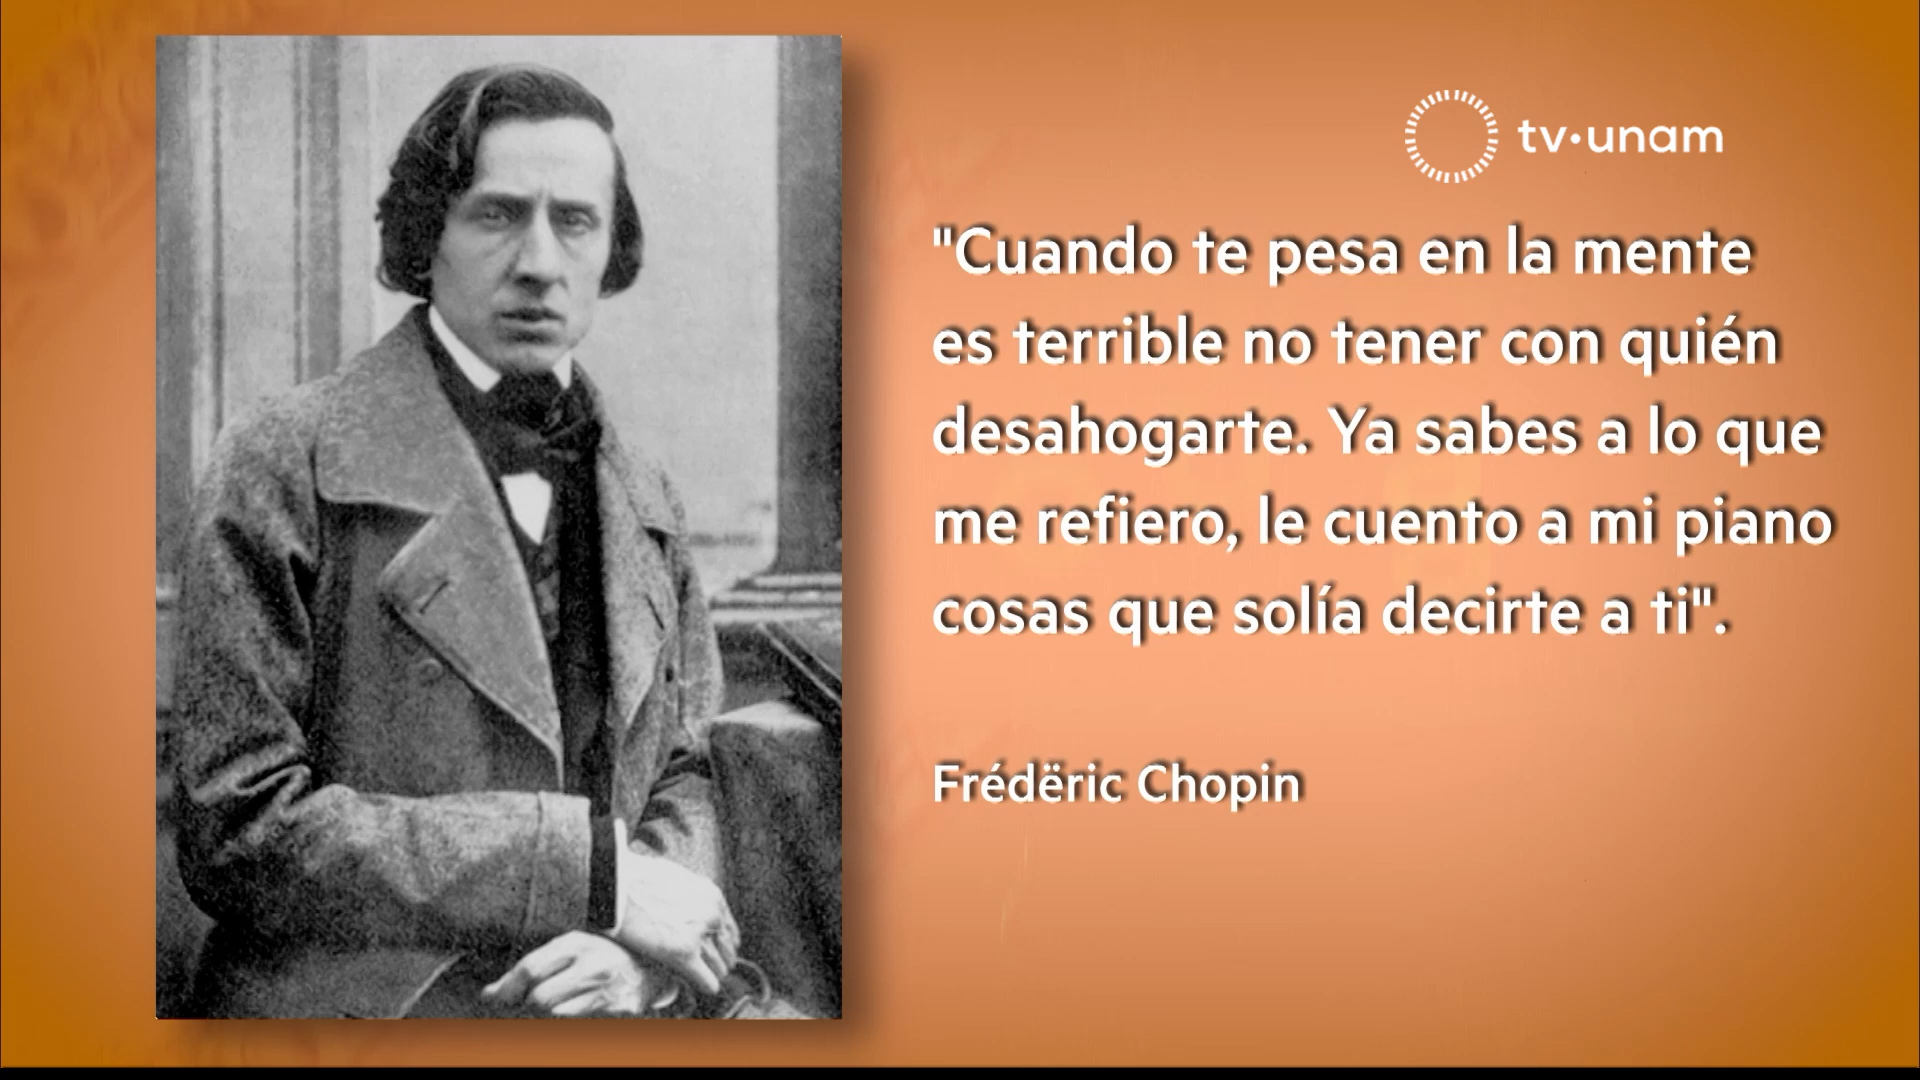 tv·unam
"Cuando te pesa en la mente
es terrible no tener con quién
desahogarte. Ya sabes a lo que
me refiero, le cuento a mi piano
cosas que solía decirte a ti".
Frédëric Chopin